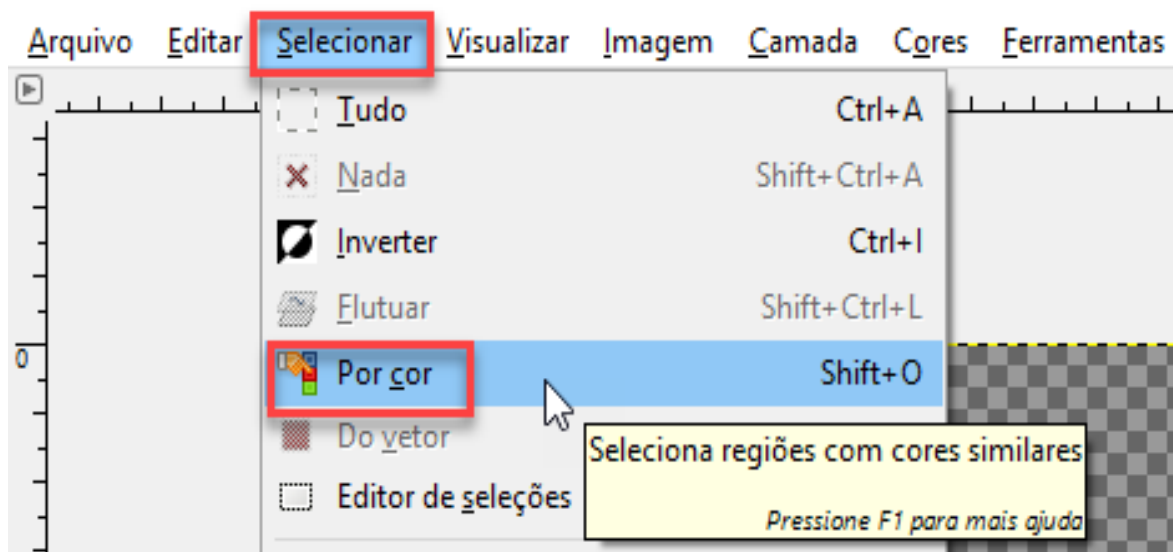 Arquivo Editar Selecionar Visualizar Imagem Camada Cores Ferramentas
Tudo Ctrl+A
Nada Shift+Ctrl+A
Inverter Ctrl+I
Flutuar Shift+Ctrl+L
0
Por cor Shift+O
Do vetor
Seleciona regiões com cores similares
Editor de seleções
Pressione F1 para mais ajuda